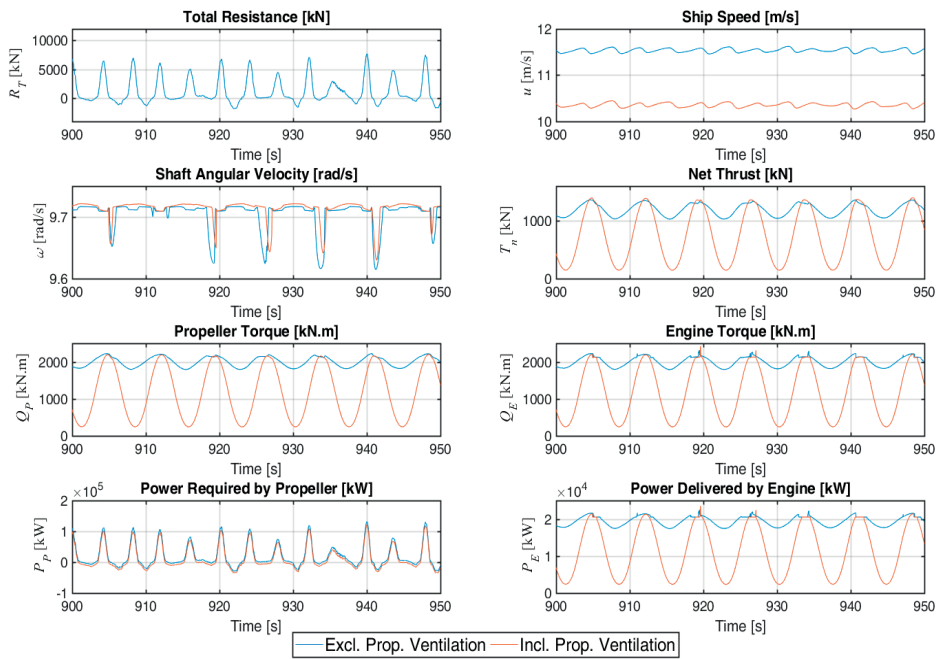 Total Resistance [kN]
10000
5000
0
R_T [kN]
900 910 920 930 940 950
Time [s]
Ship Speed [m/s]
12
11
10
u [m/s]
900 910 920 930 940 950
Time [s]
Shaft Angular Velocity [rad/s]
9.7
9.6
ω [rad/s]
900 910 920 930 940 950
Time [s]
Net Thrust [kN]
1000
0
T_n [kN]
900 910 920 930 940 950
Time [s]
Propeller Torque [kN.m]
2000
1000
0
Q_P [kN.m]
900 910 920 930 940 950
Time [s]
Engine Torque [kN.m]
2000
1000
0
Q_E [kN.m]
900 910 920 930 940 950
Time [s]
Power Required by Propeller [kW]
×10^5
2
1
0
-1
P_P [kW]
900 910 920 930 940 950
Time [s]
Power Delivered by Engine [kW]
×10^4
2
1
0
P_E [kW]
900 910 920 930 940 950
Time [s]
Excl. Prop. Ventilation Incl. Prop. Ventilation